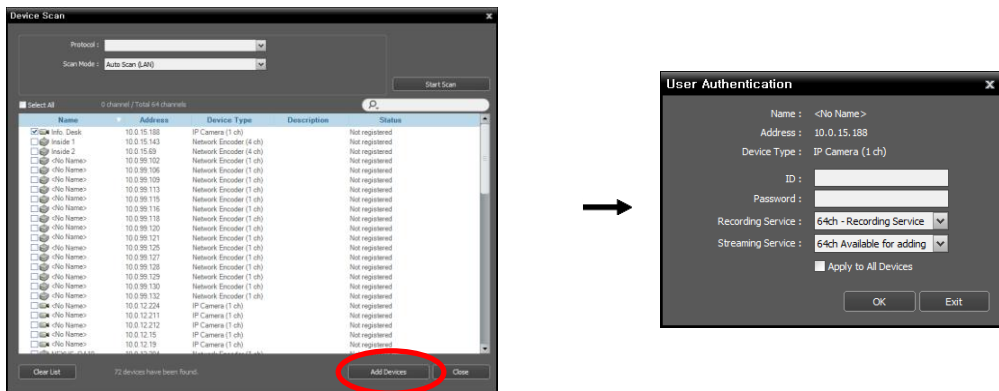 Device Scan x
Protocol :
Scan Mode : Auto Scan (LAN)
Start Scan
Select All 0 channel / Total 64 channels
Name Address Device Type Description Status
Info. Desk 10.0.15.188 IP Camera (1 ch) Not registered
Inside 1 10.0.15.143 Network Encoder (4 ch) Not registered
Inside 2 10.0.15.69 Network Encoder (2 ch) Not registered
<No Name> 10.0.99.102 Network Encoder (1 ch) Not registered
<No Name> 10.0.99.106 Network Encoder (1 ch) Not registered
<No Name> 10.0.99.109 Network Encoder (1 ch) Not registered
<No Name> 10.0.99.113 Network Encoder (1 ch) Not registered
<No Name> 10.0.99.115 Network Encoder (1 ch) Not registered
<No Name> 10.0.99.116 Network Encoder (1 ch) Not registered
<No Name> 10.0.99.118 Network Encoder (1 ch) Not registered
<No Name> 10.0.99.120 Network Encoder (1 ch) Not registered
<No Name> 10.0.99.121 Network Encoder (1 ch) Not registered
<No Name> 10.0.99.125 Network Encoder (1 ch) Not registered
<No Name> 10.0.99.127 Network Encoder (1 ch) Not registered
<No Name> 10.0.99.128 Network Encoder (1 ch) Not registered
<No Name> 10.0.99.129 Network Encoder (1 ch) Not registered
<No Name> 10.0.99.130 Network Encoder (1 ch) Not registered
<No Name> 10.0.99.132 Network Encoder (1 ch) Not registered
<No Name> 10.0.12.224 IP Camera (1 ch) Not registered
<No Name> 10.0.12.211 IP Camera (1 ch) Not registered
<No Name> 10.0.12.212 IP Camera (1 ch) Not registered
<No Name> 10.0.12.15 IP Camera (1 ch) Not registered
<No Name> 10.0.12.19 IP Camera (1 ch) Not registered
Clear List 72 devices have been found. Add Devices Close
User Authentication x
Name : <No Name>
Address : 10.0.15.188
Device Type : IP Camera (1 ch)
ID :
Password :
Recording Service : 64ch - Recording Service
Streaming Service : 64ch Available for adding
Apply to All Devices
OK Exit